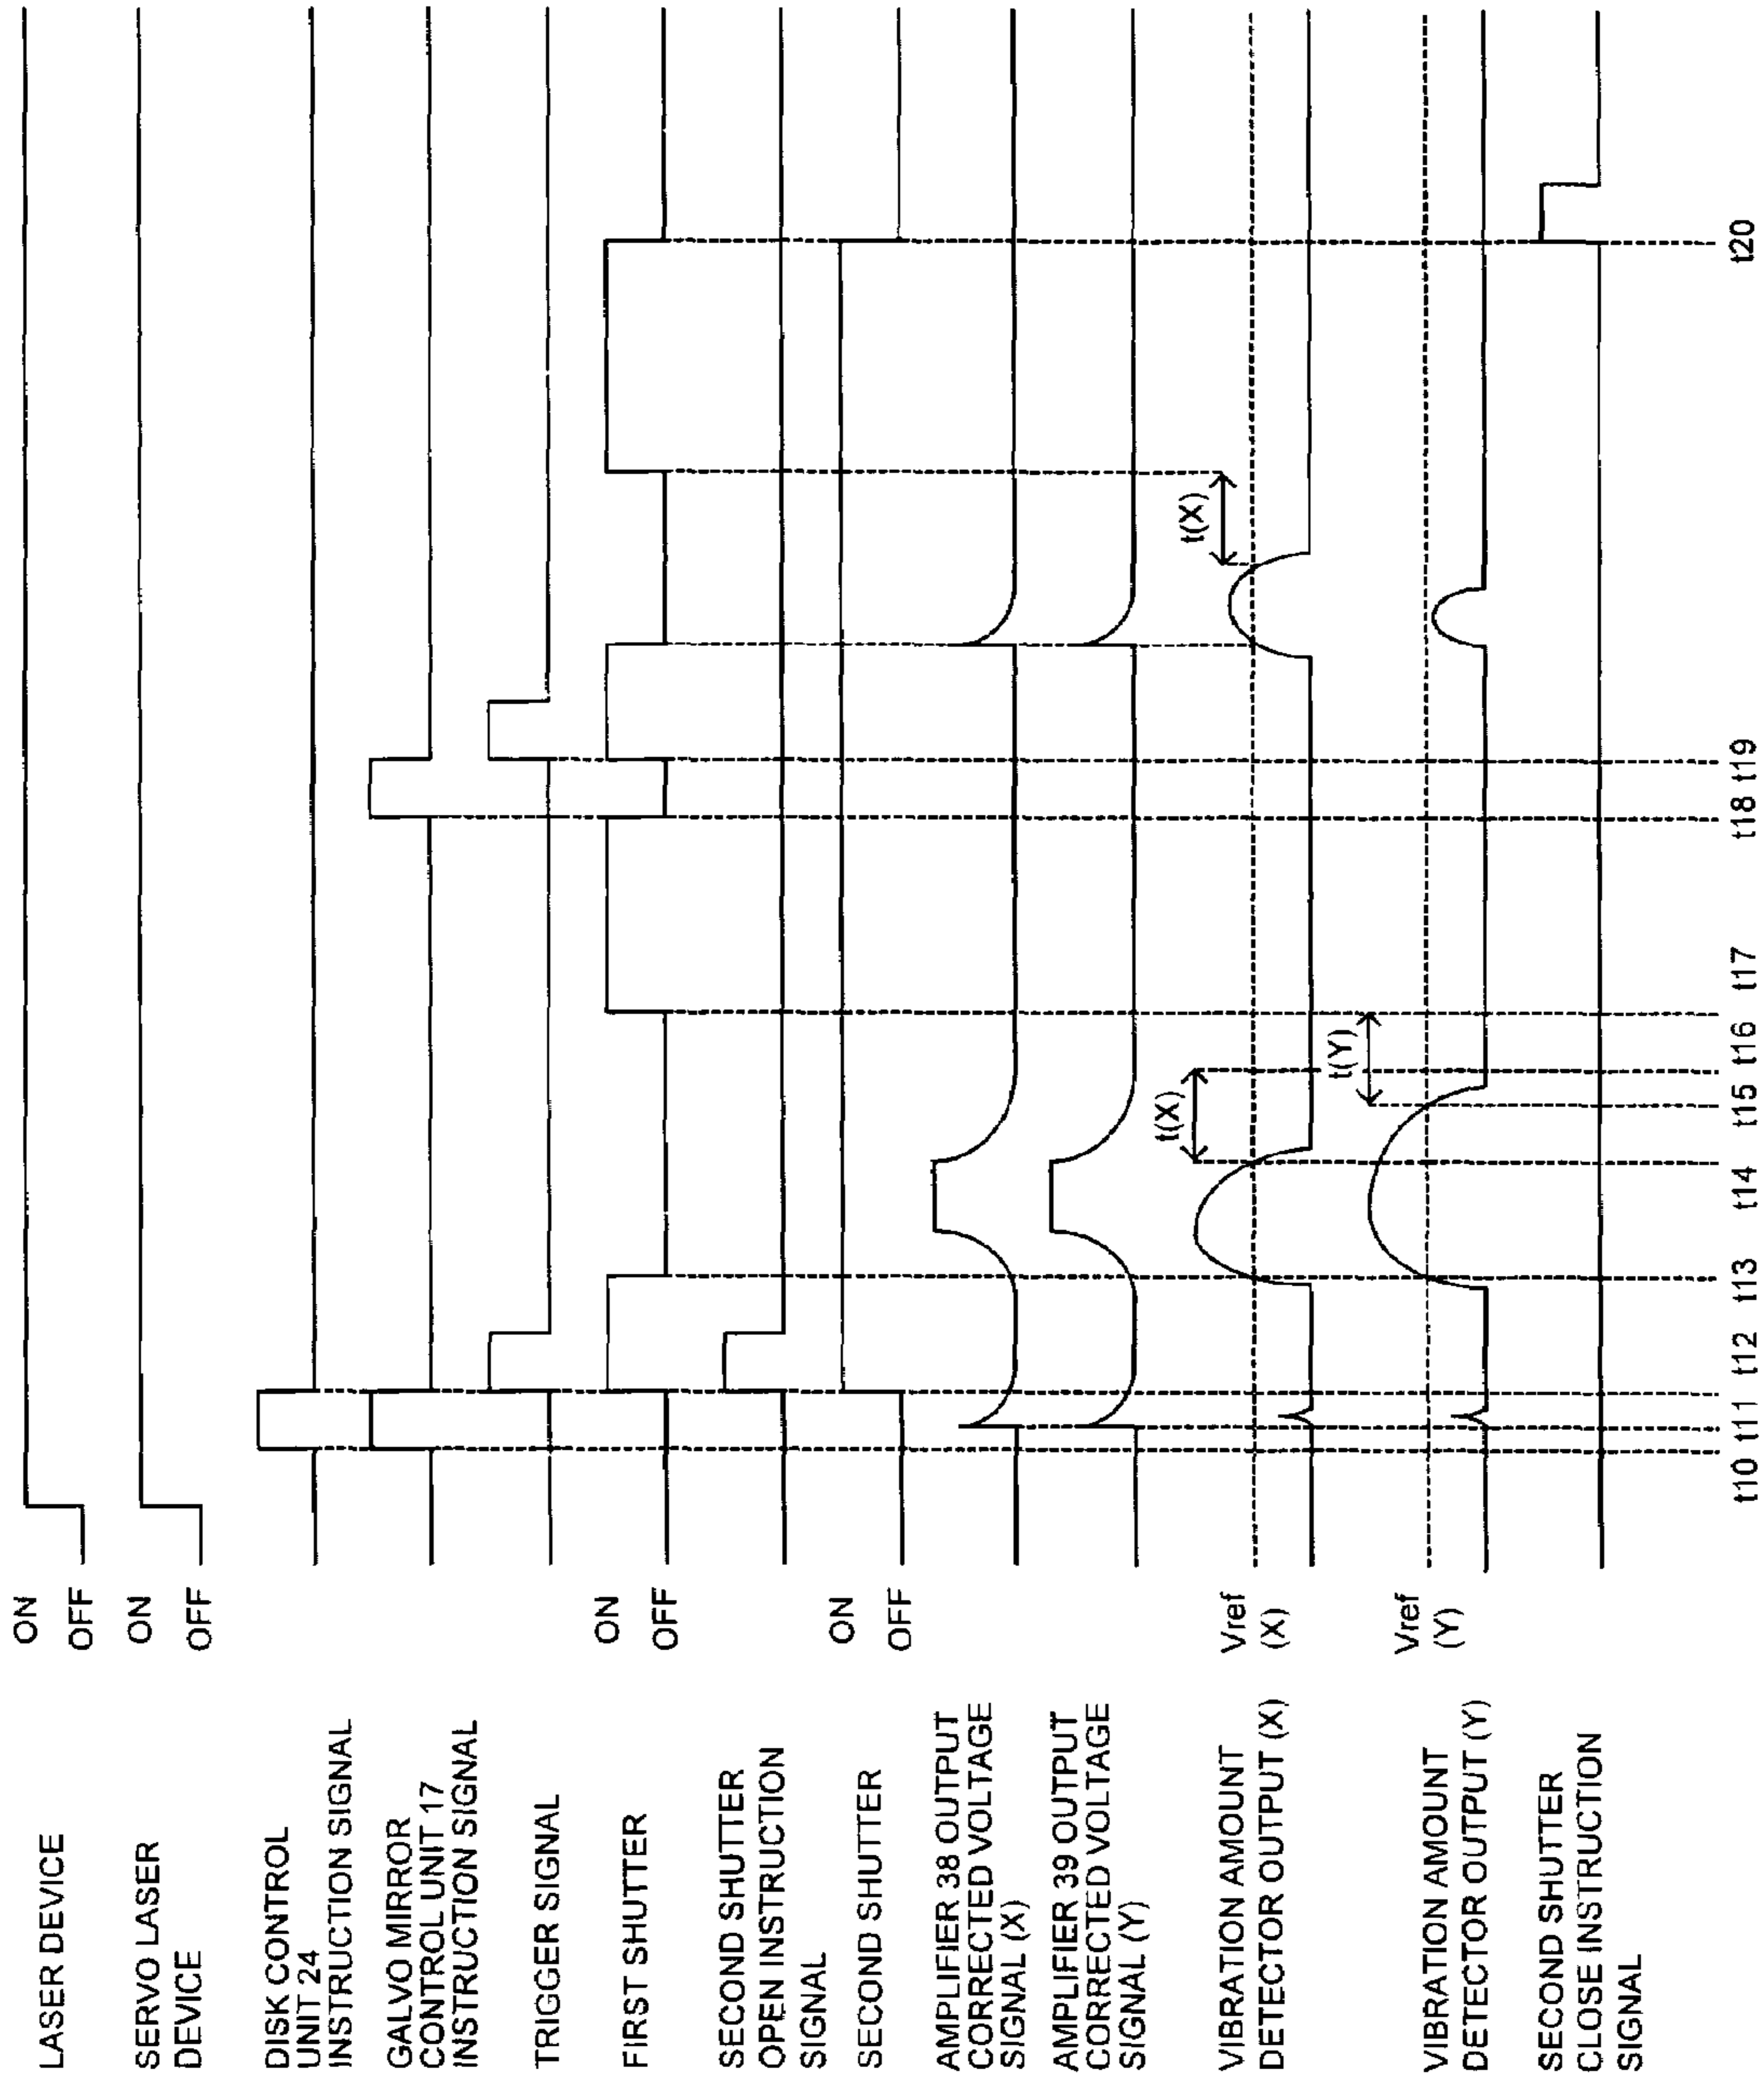 LASER DEVICE
ON
OFF
SERVO LASER
DEVICE
ON
OFF
DISK CONTROL
UNIT 24
INSTRUCTION SIGNAL
GALVO MIRROR
CONTROL UNIT 17
INSTRUCTION SIGNAL
TRIGGER SIGNAL
FIRST SHUTTER
ON
OFF
SECOND SHUTTER
OPEN INSTRUCTION
SIGNAL
SECOND SHUTTER
ON
OFF
AMPLIFIER 38 OUTPUT
CORRECTED VOLTAGE
SIGNAL (X)
AMPLIFIER 39 OUTPUT
CORRECTED VOLTAGE
SIGNAL (Y)
VIBRATION AMOUNT
DETECTOR OUTPUT (X)
Vref
(X)
t(X)
t(X)
VIBRATION AMOUNT
DETECTOR OUTPUT (Y)
Vref
(Y)
t(Y)
SECOND SHUTTER
CLOSE INSTRUCTION
SIGNAL
t10 t11 t12 t13 t14 t15 t16 t17 t18 t19 t20